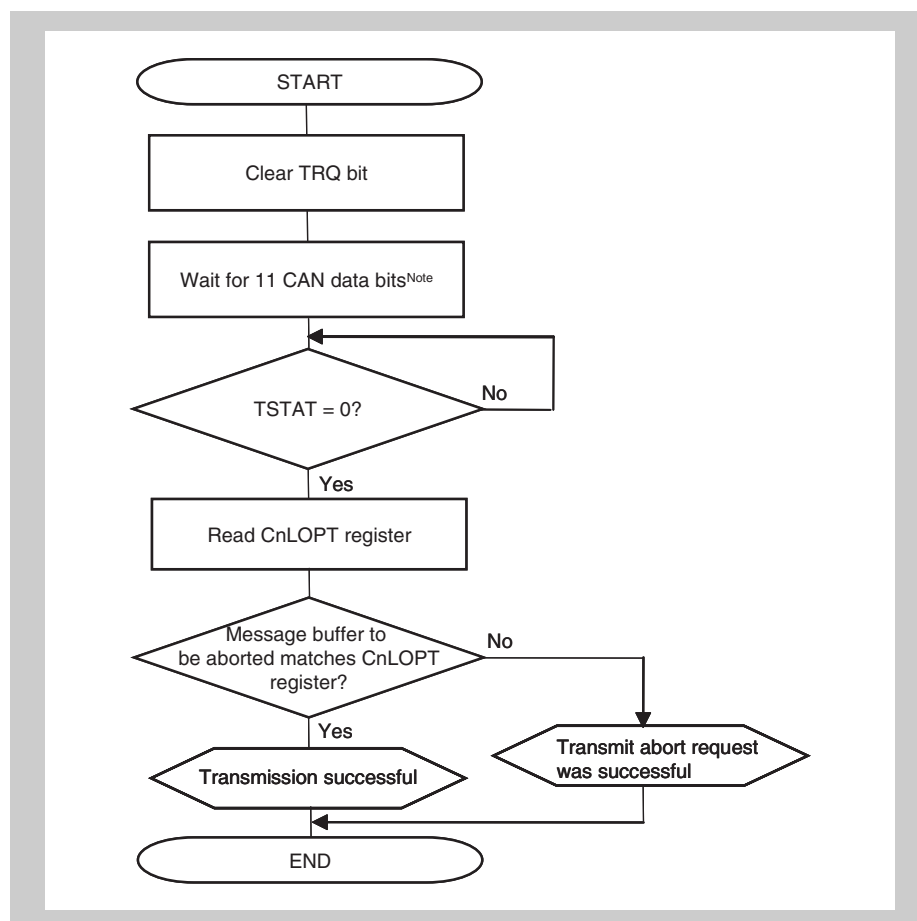 START
Clear TRQ bit
Wait for 11 CAN data bitsNote
TSTAT = 0?
No
Yes
Read CnLOPT register
Message buffer to
be aborted matches CnLOPT
register?
No
Yes
Transmission successful
Transmit abort request
was successful
END